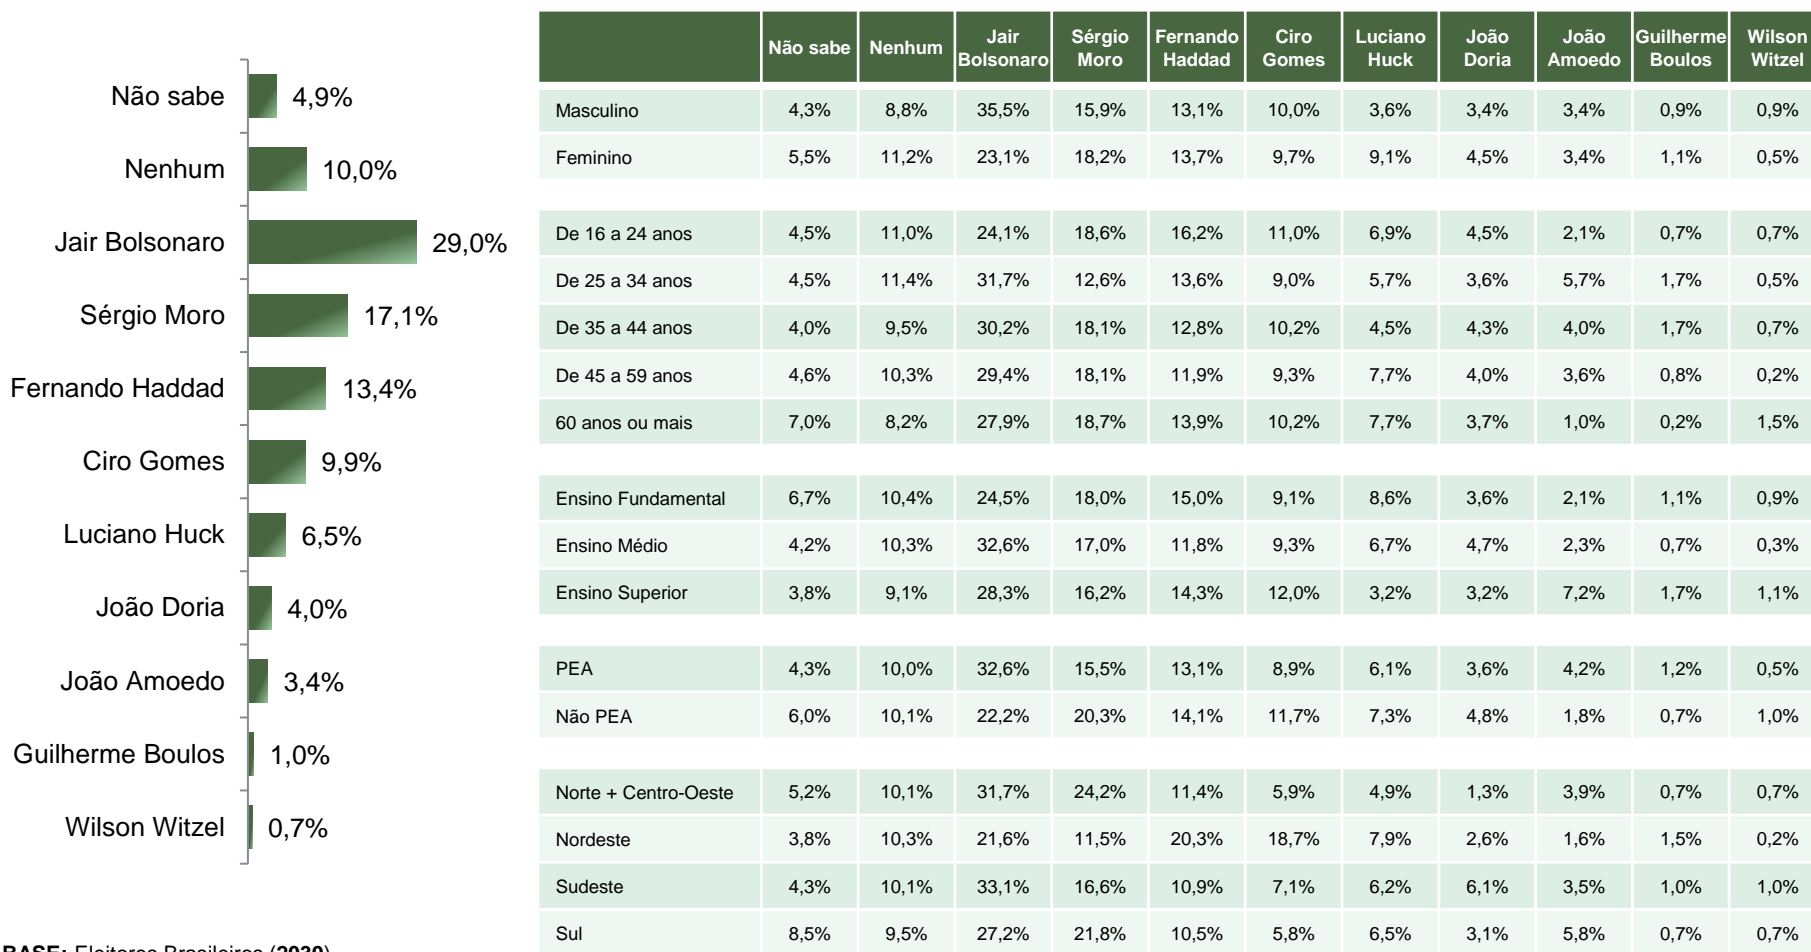 Não sabe 4,9%
Nenhum 10,0%
Jair Bolsonaro 29,0%
Sérgio Moro 17,1%
Fernando Haddad 13,4%
Ciro Gomes 9,9%
Luciano Huck 6,5%
João Doria 4,0%
João Amoedo 3,4%
Guilherme Boulos 1,0%
Wilson Witzel 0,7%
BASE: Eleitores Brasileiros (2030)
Não sabe Nenhum Jair Bolsonaro Sérgio Moro Fernando Haddad Ciro Gomes Luciano Huck João Doria João Amoedo Guilherme Boulos Wilson Witzel
Masculino 4,3% 8,8% 35,5% 15,9% 13,1% 10,0% 3,6% 3,4% 3,4% 0,9% 0,9%
Feminino 5,5% 11,2% 23,1% 18,2% 13,7% 9,7% 9,1% 4,5% 3,4% 1,1% 0,5%
De 16 a 24 anos 4,5% 11,0% 24,1% 18,6% 16,2% 11,0% 6,9% 4,5% 2,1% 0,7% 0,7%
De 25 a 34 anos 4,5% 11,4% 31,7% 12,6% 13,6% 9,0% 5,7% 3,6% 5,7% 1,7% 0,5%
De 35 a 44 anos 4,0% 9,5% 30,2% 18,1% 12,8% 10,2% 4,5% 4,3% 4,0% 1,7% 0,7%
De 45 a 59 anos 4,6% 10,3% 29,4% 18,1% 11,9% 9,3% 7,7% 4,0% 3,6% 0,8% 0,2%
60 anos ou mais 7,0% 8,2% 27,9% 18,7% 13,9% 10,2% 7,7% 3,7% 1,0% 0,2% 1,5%
Ensino Fundamental 6,7% 10,4% 24,5% 18,0% 15,0% 9,1% 8,6% 3,6% 2,1% 1,1% 0,9%
Ensino Médio 4,2% 10,3% 32,6% 17,0% 11,8% 9,3% 6,7% 4,7% 2,3% 0,7% 0,3%
Ensino Superior 3,8% 9,1% 28,3% 16,2% 14,3% 12,0% 3,2% 3,2% 7,2% 1,7% 1,1%
PEA 4,3% 10,0% 32,6% 15,5% 13,1% 8,9% 6,1% 3,6% 4,2% 1,2% 0,5%
Não PEA 6,0% 10,1% 22,2% 20,3% 14,1% 11,7% 7,3% 4,8% 1,8% 0,7% 1,0%
Norte + Centro-Oeste 5,2% 10,1% 31,7% 24,2% 11,4% 5,9% 4,9% 1,3% 3,9% 0,7% 0,7%
Nordeste 3,8% 10,3% 21,6% 11,5% 20,3% 18,7% 7,9% 2,6% 1,6% 1,5% 0,2%
Sudeste 4,3% 10,1% 33,1% 16,6% 10,9% 7,1% 6,2% 6,1% 3,5% 1,0% 1,0%
Sul 8,5% 9,5% 27,2% 21,8% 10,5% 5,8% 6,5% 3,1% 5,8% 0,7% 0,7%